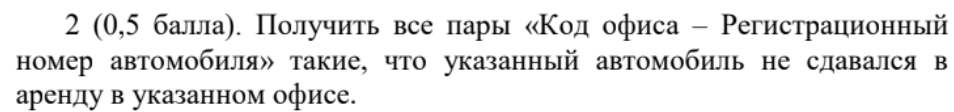 2 (0,5 балла). Получить все пары «Код офиса – Регистрационный
номер автомобиля» такие, что указанный автомобиль не сдавался в
аренду в указанном офисе.